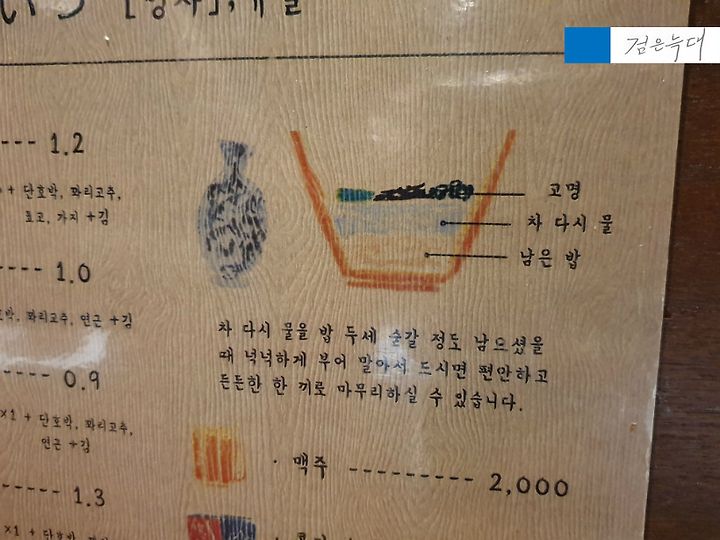 검은늑대
---- 1.2
+ 단호박, 꽈리고추,
표고, 가지 +김
---- 1.0
꽈리고추, 연근 +김
----- 0.9
×1 + 단호박, 꽈리고추,
연근 +김
----- 1.3
×1 +
고명
차 다시 물
남은 밥
차 다시 물을 밥 두세 숟갈 정도 남으셨을
때 넉넉하게 부어 말아서 드시면 편안하고
든든한 한 끼로 마무리하실 수 있습니다.
· 맥주 --------- 2,000